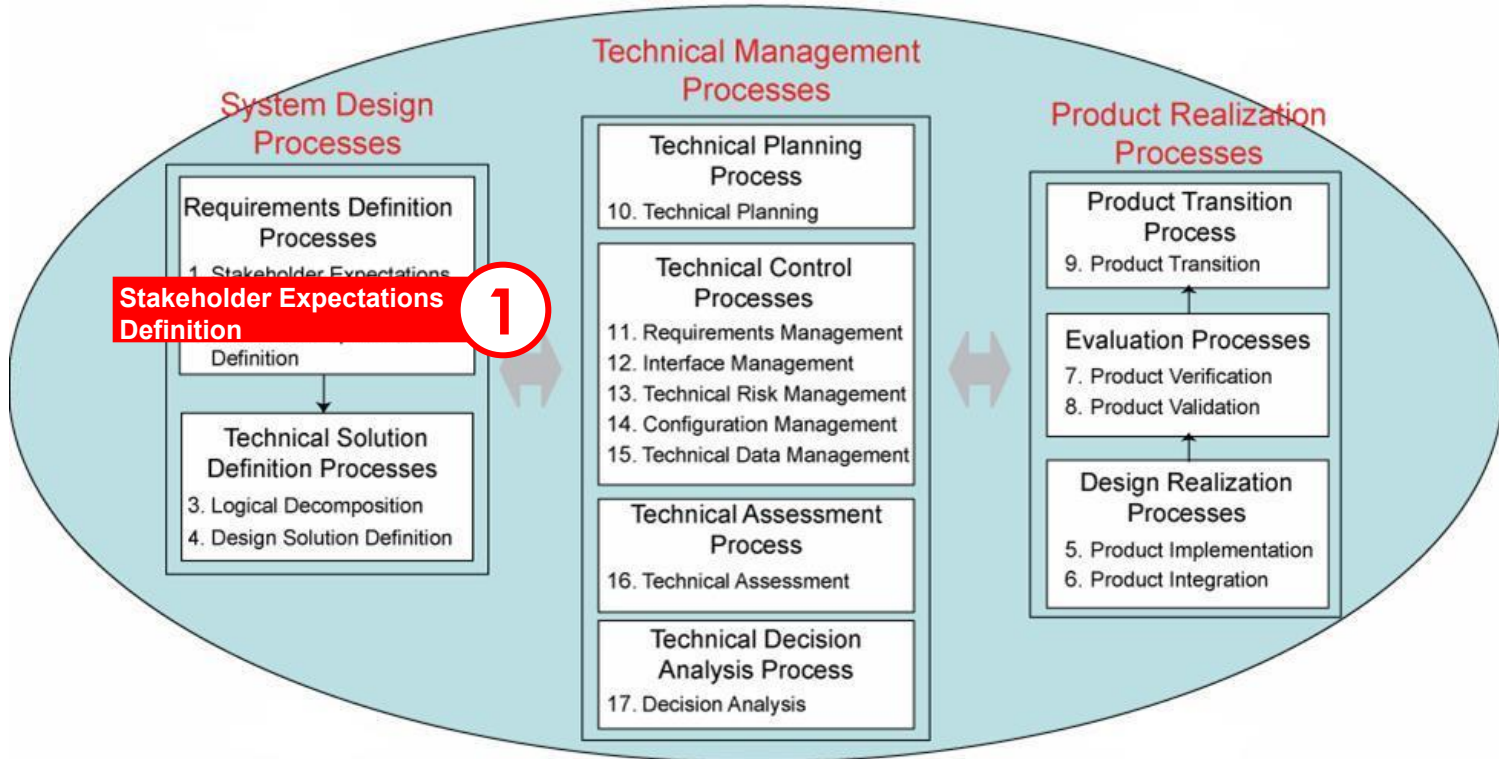 System Design
Processes
Requirements Definition
Processes
1. Stakeholder Expectations
Stakeholder Expectations
Definition
1
Definition
Technical Solution
Definition Processes
3. Logical Decomposition
4. Design Solution Definition
Technical Management
Processes
Technical Planning
Process
10. Technical Planning
Technical Control
Processes
11. Requirements Management
12. Interface Management
13. Technical Risk Management
14. Configuration Management
15. Technical Data Management
Technical Assessment
Process
16. Technical Assessment
Technical Decision
Analysis Process
17. Decision Analysis
Product Realization
Processes
Product Transition
Process
9. Product Transition
Evaluation Processes
7. Product Verification
8. Product Validation
Design Realization
Processes
5. Product Implementation
6. Product Integration